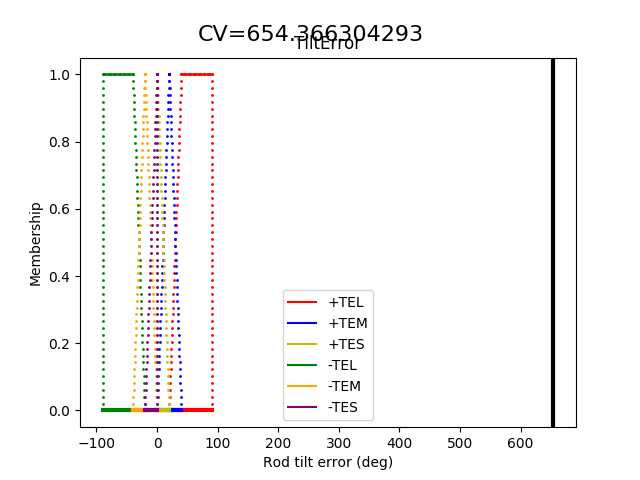 CV=654.366304293
TiltError
1.0
0.8
0.6
0.4
0.2
0.0
Membership
+TEL
+TEM
+TES
-TEL
-TEM
-TES
−100 0 100 200 300 400 500 600
Rod tilt error (deg)